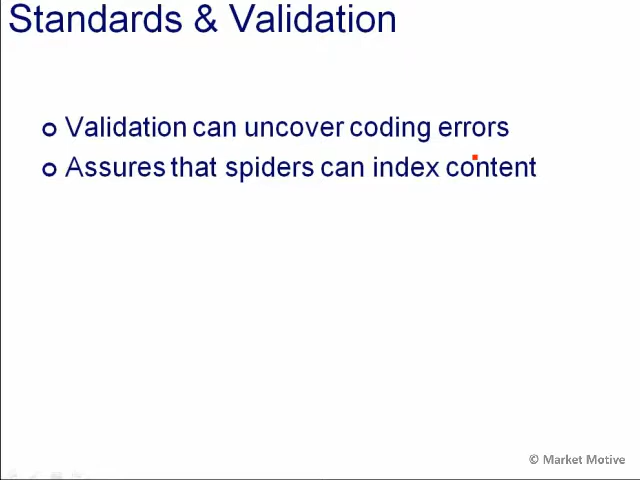 Standards & Validation
Validation can uncover coding errors
Assures that spiders can index content
© Market Motive